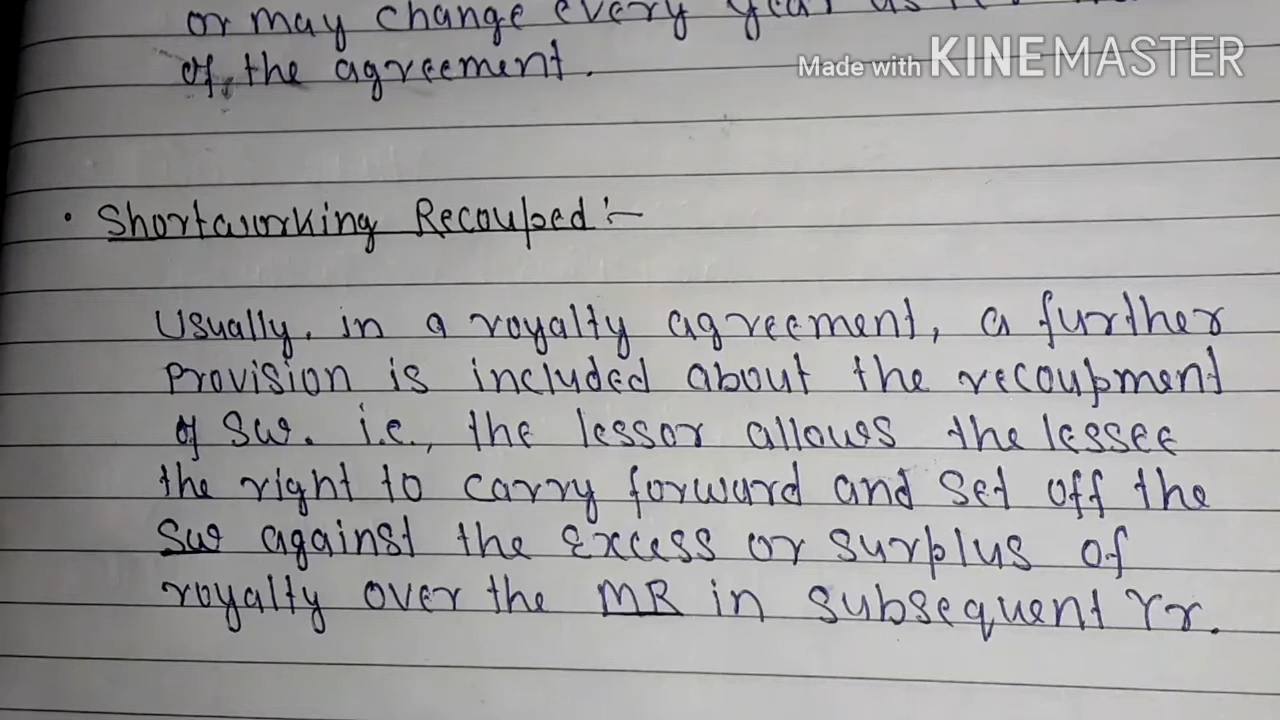 or may change every year as
of the agreement.
Made with KINEMASTER
• Shortworking Recouped :-
Usually, in a royalty agreement, a further
provision is included about the recoupment
of SW. i.e., the lessor allows the lessee
the right to carry forward and set off the
SW against the excess or surplus of
royalty over the MR in subsequent Yr.